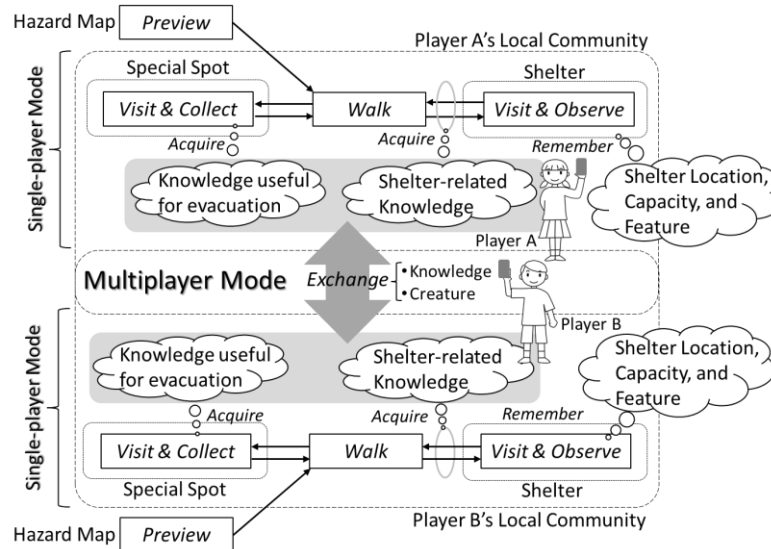 Hazard Map
Preview
Player A's Local Community
Special Spot
Shelter
Visit & Collect
Walk
Visit & Observe
Acquire
Acquire
Remember
Single-player Mode
Knowledge useful
for evacuation
Shelter-related
Knowledge
Shelter Location,
Capacity, and
Feature
Player A
Multiplayer Mode
Exchange
•Knowledge
•Creature
Player B
Single-player Mode
Knowledge useful
for evacuation
Shelter-related
Knowledge
Shelter Location,
Capacity, and
Feature
Acquire
Acquire
Remember
Visit & Collect
Walk
Visit & Observe
Special Spot
Shelter
Player B's Local Community
Hazard Map
Preview